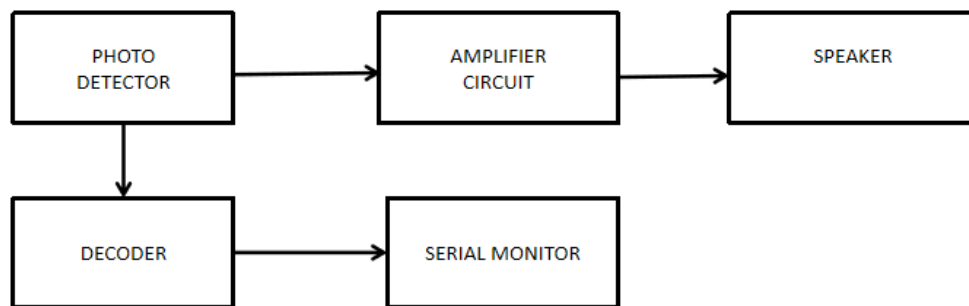 PHOTO
DETECTOR
AMPLIFIER
CIRCUIT
SPEAKER
DECODER
SERIAL MONITOR